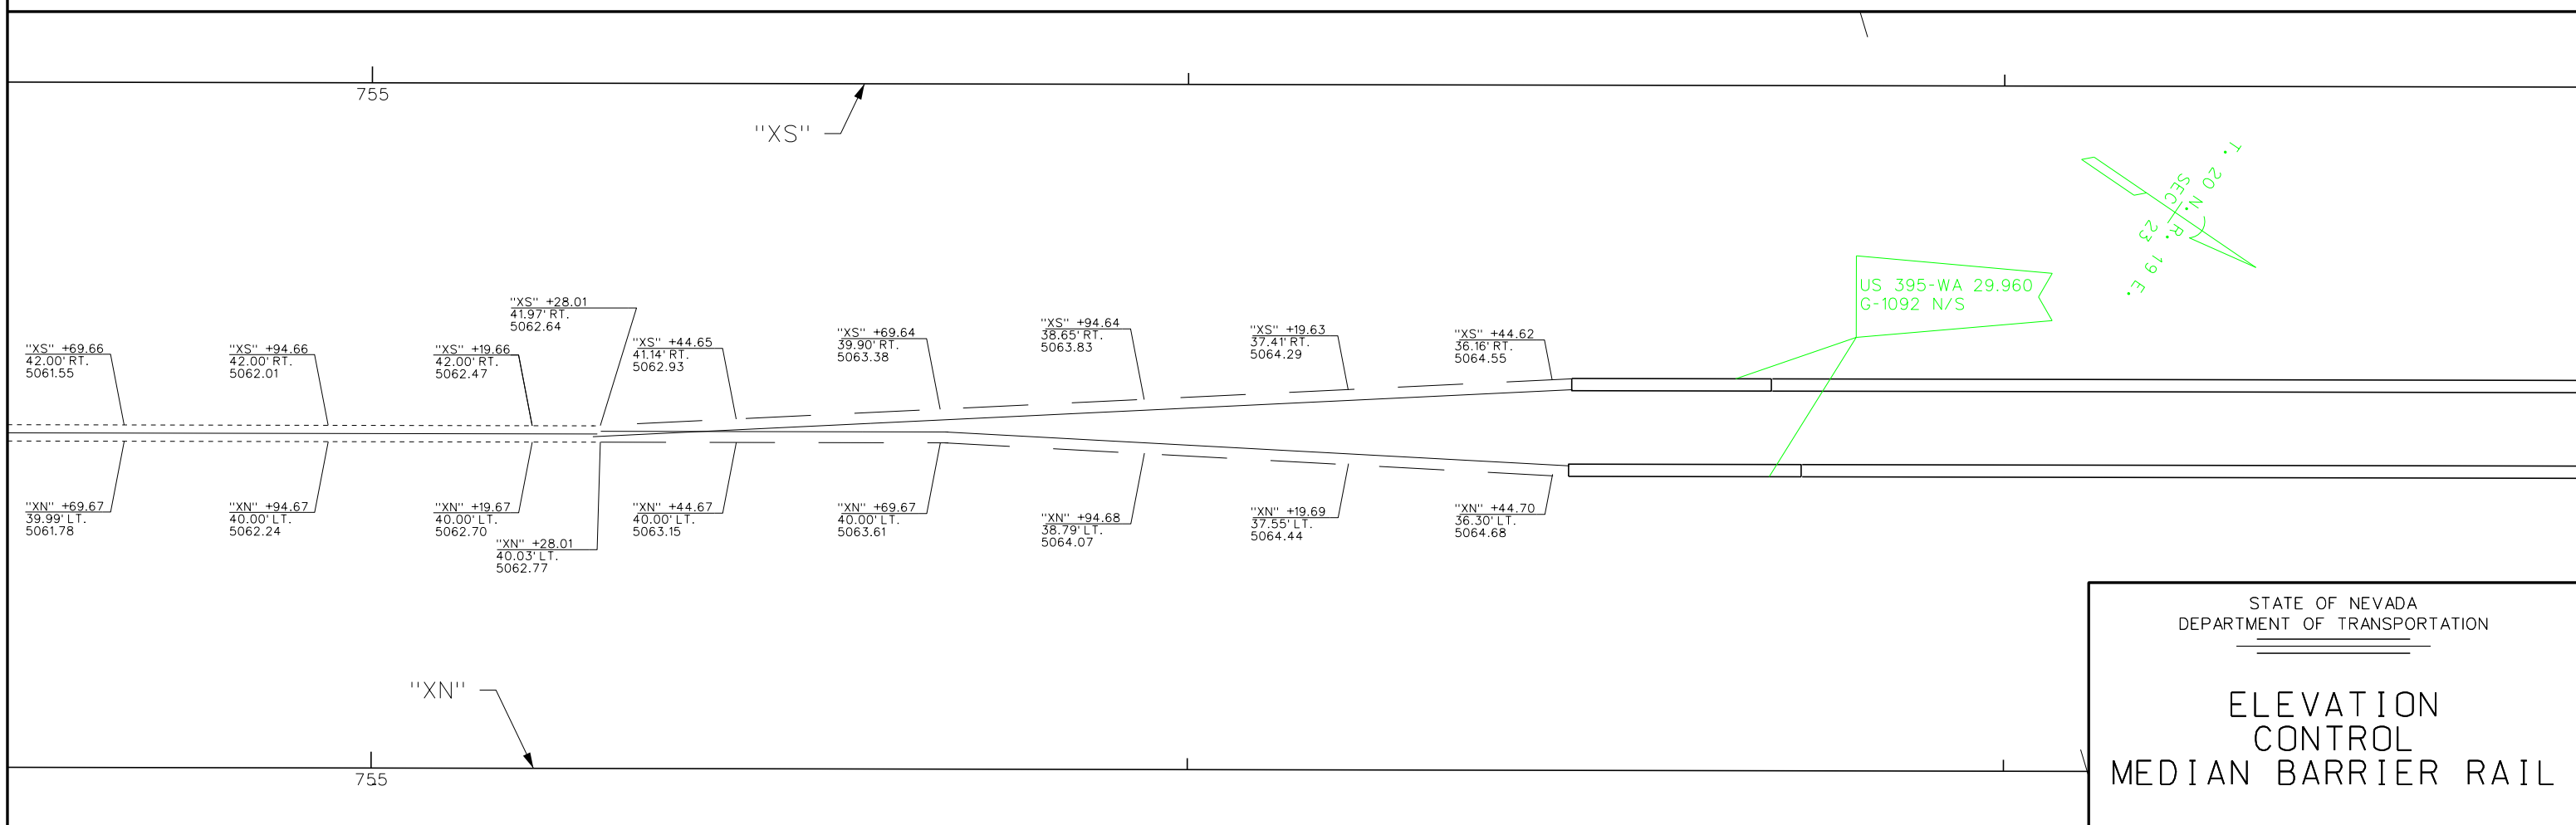 755
"XS"
T. 20 N. R. 19 E.
SEC. 23
US 395-WA 29.960
G-1092 N/S
"XS" +69.66
42.00' RT.
5061.55
"XS" +94.66
42.00' RT.
5062.01
"XS" +19.66
42.00' RT.
5062.47
"XS" +28.01
41.97' RT.
5062.64
"XS" +44.65
41.14' RT.
5062.93
"XS" +69.64
39.90' RT.
5063.38
"XS" +94.64
38.65' RT.
5063.83
"XS" +19.63
37.41' RT.
5064.29
"XS" +44.62
36.16' RT.
5064.55
"XN" +69.67
39.99' LT.
5061.78
"XN" +94.67
40.00' LT.
5062.24
"XN" +19.67
40.00' LT.
5062.70
"XN" +28.01
40.03' LT.
5062.77
"XN" +44.67
40.00' LT.
5063.15
"XN" +69.67
40.00' LT.
5063.61
"XN" +94.68
38.79' LT.
5064.07
"XN" +19.69
37.55' LT.
5064.44
"XN" +44.70
36.30' LT.
5064.68
"XN"
755
STATE OF NEVADA
DEPARTMENT OF TRANSPORTATION
ELEVATION
CONTROL
MEDIAN BARRIER RAIL